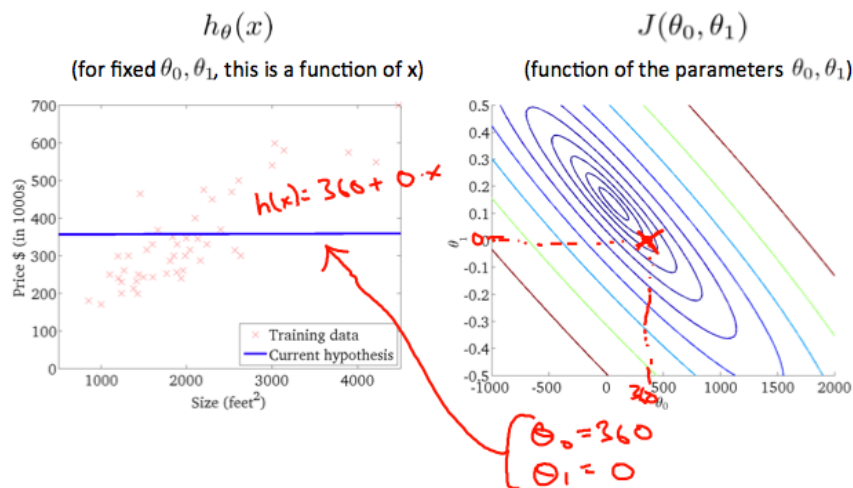 hθ(x)
(for fixed θ₀, θ₁, this is a function of x)
700
600
500
400
300
200
100
0
Price $ (in 1000s)
1000
2000
3000
4000
Size (feet²)
Training data
Current hypothesis
h(x) = 360 + 0·x
J(θ₀, θ₁)
(function of the parameters θ₀, θ₁)
0.5
0.4
0.3
0.2
0.1
0
-0.1
-0.2
-0.3
-0.4
-0.5
θ₁
0
-1000
-500
0
500
1000
1500
2000
360
θ₀
θ₀ = 360
θ₁ = 0